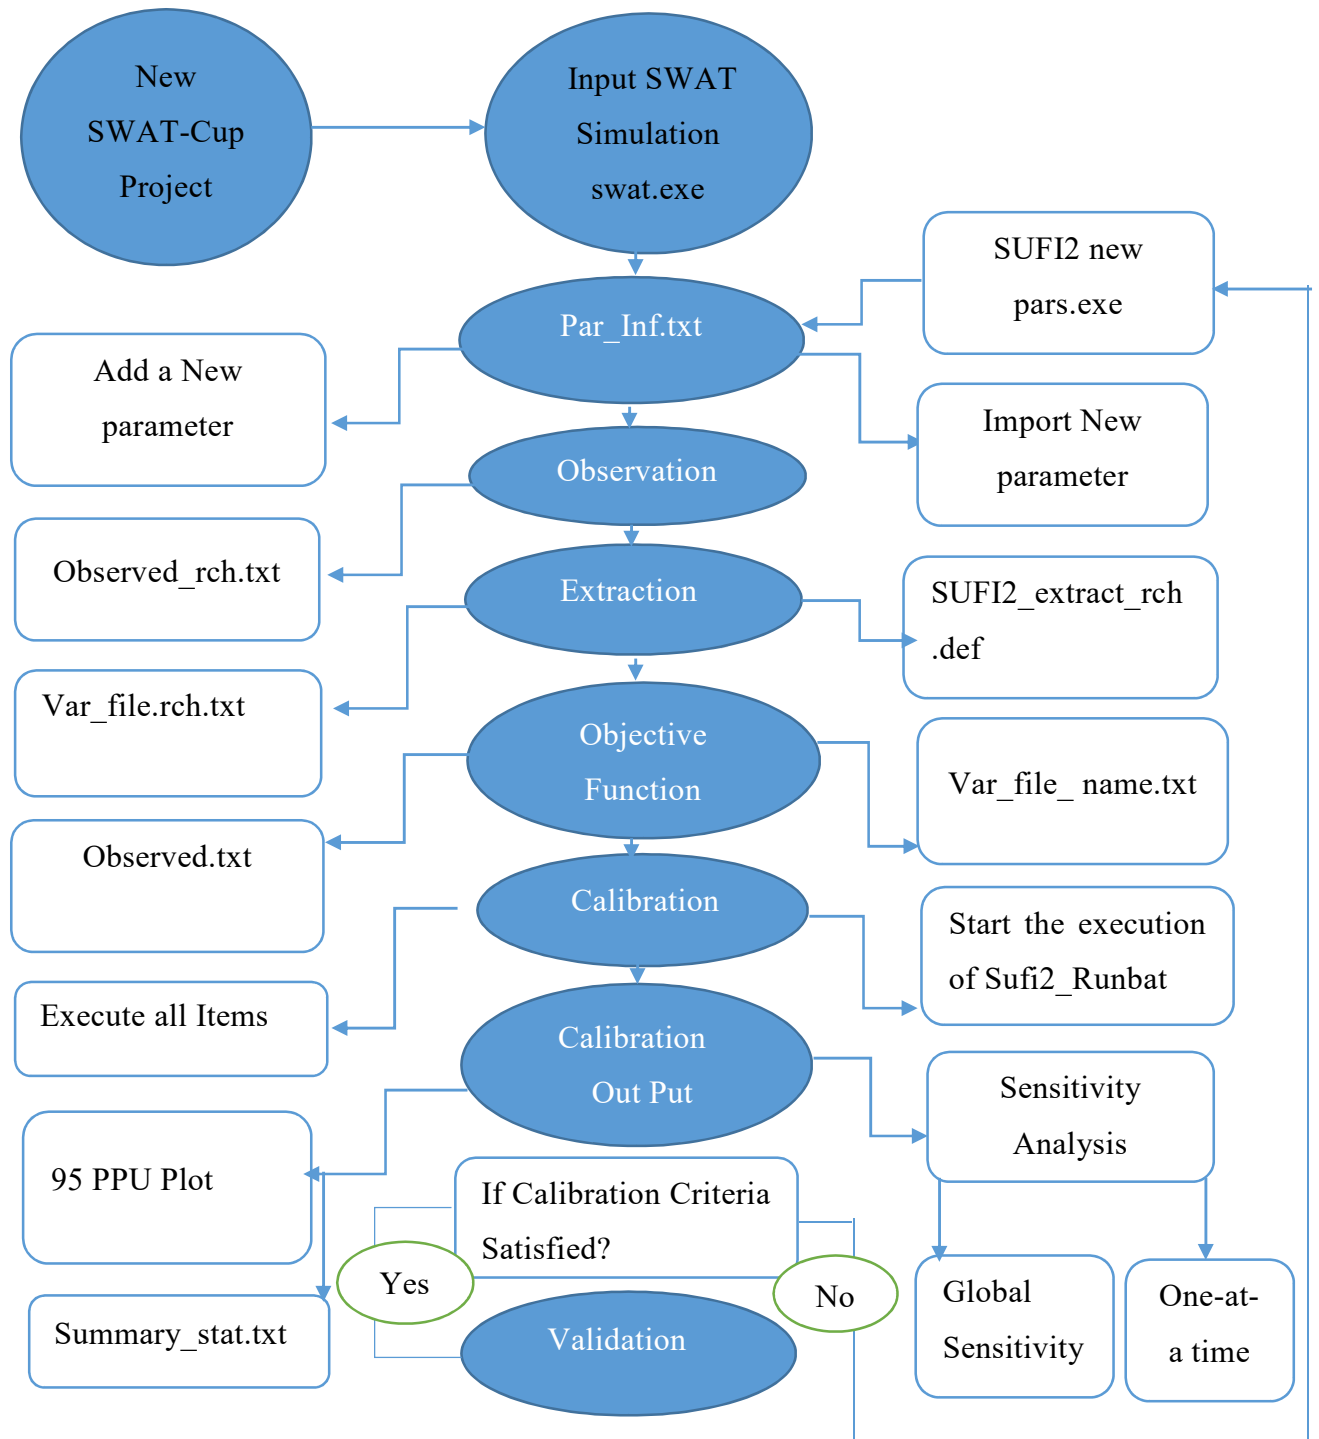 New
SWAT-Cup
Project
Input SWAT
Simulation
swat.exe
SUFI2 new
pars.exe
Par_Inf.txt
Add a New
parameter
Import New
parameter
Observation
Observed_rch.txt
Extraction
SUFI2_extract_rch
.def
Var_file.rch.txt
Objective
Function
Var_file_ name.txt
Observed.txt
Calibration
Start the execution
of Sufi2_Runbat
Execute all Items
Calibration
Out Put
Sensitivity
Analysis
95 PPU Plot
If Calibration Criteria
Satisfied?
Yes
No
Global
Sensitivity
One-at-
a time
Summary_stat.txt
Validation